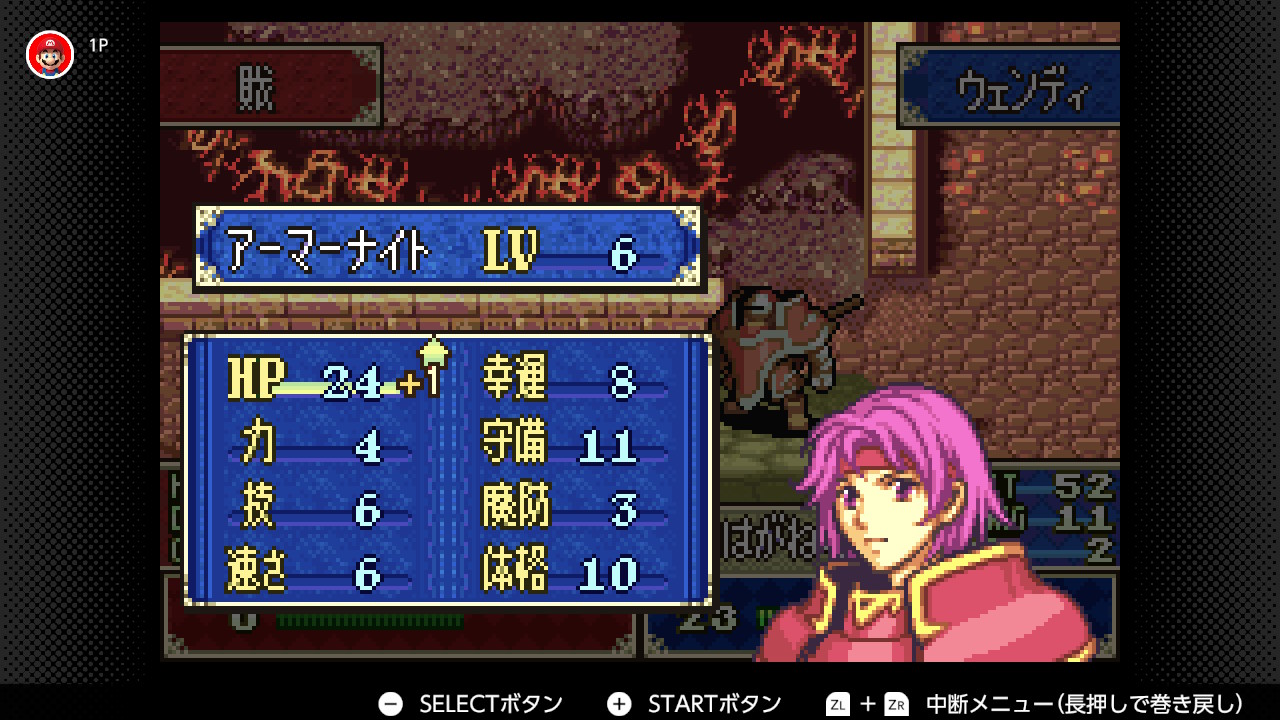 1P
賊
ウェンディ
アーマーナイト LV 6
HP 24 +1 幸運 8
力 4 守備 11
技 6 魔防 3
速さ 6 体格 10
52
11
2
はがね
0
23
SELECTボタン
STARTボタン
ZL + ZR 中断メニュー(長押しで巻き戻し)